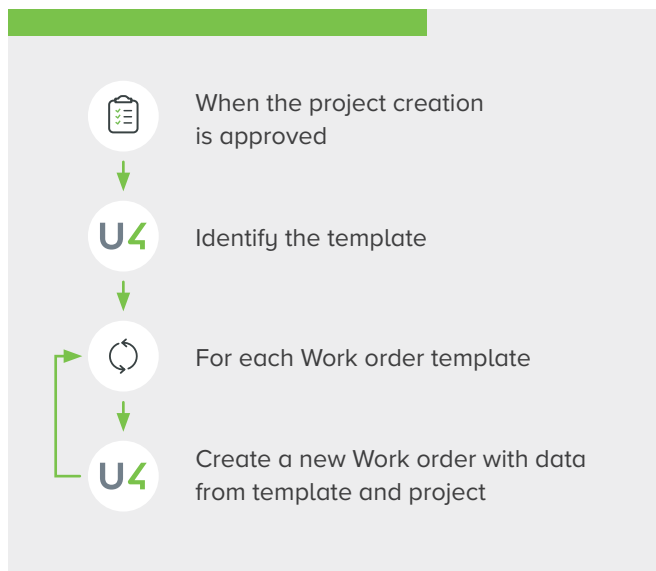 When the project creation
is approved
U4
Identify the template
For each Work order template
U4
Create a new Work order with data
from template and project